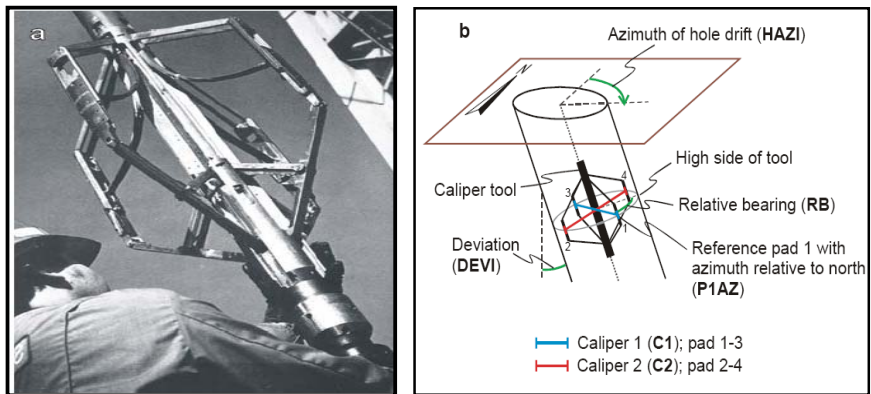 a
b
Azimuth of hole drift (HAZI)
N
High side of tool
Caliper tool
4
3
Relative bearing (RB)
1
2
Deviation
(DEVI)
Reference pad 1 with
azimuth relative to north
(P1AZ)
Caliper 1 (C1); pad 1-3
Caliper 2 (C2); pad 2-4